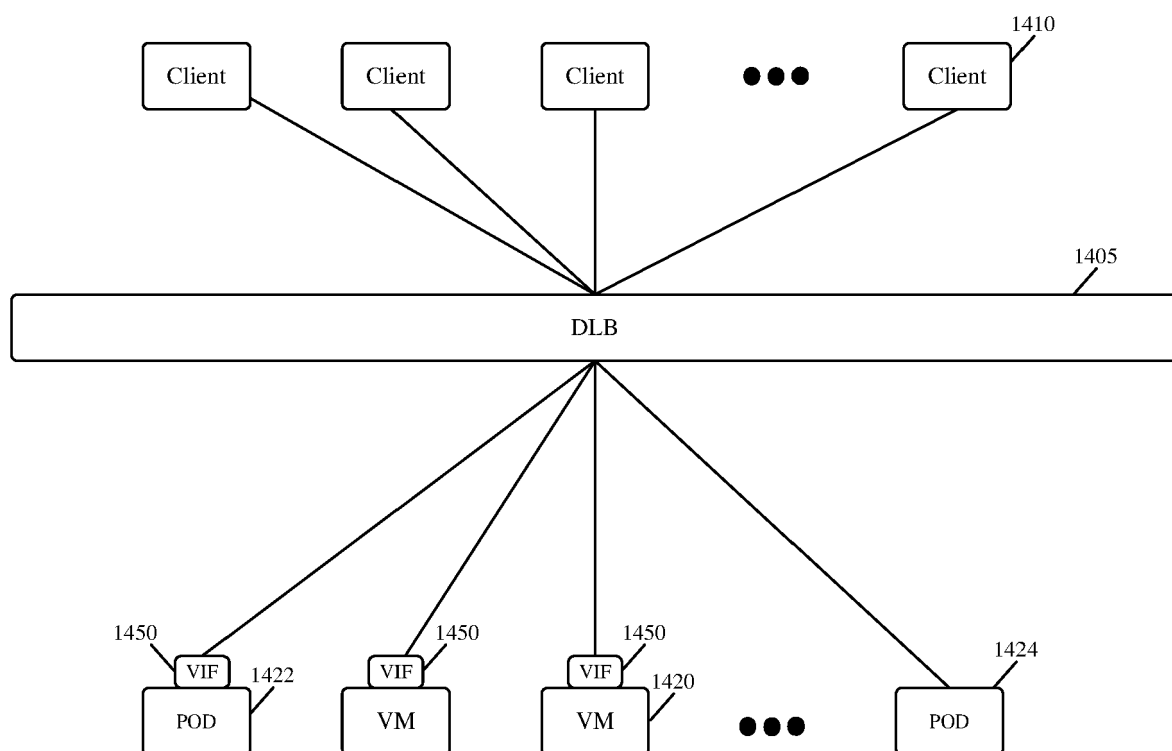 1410
Client Client Client Client
1405
DLB
1450 1450 1450
VIF VIF VIF
1422 1420 1424
POD VM VM POD